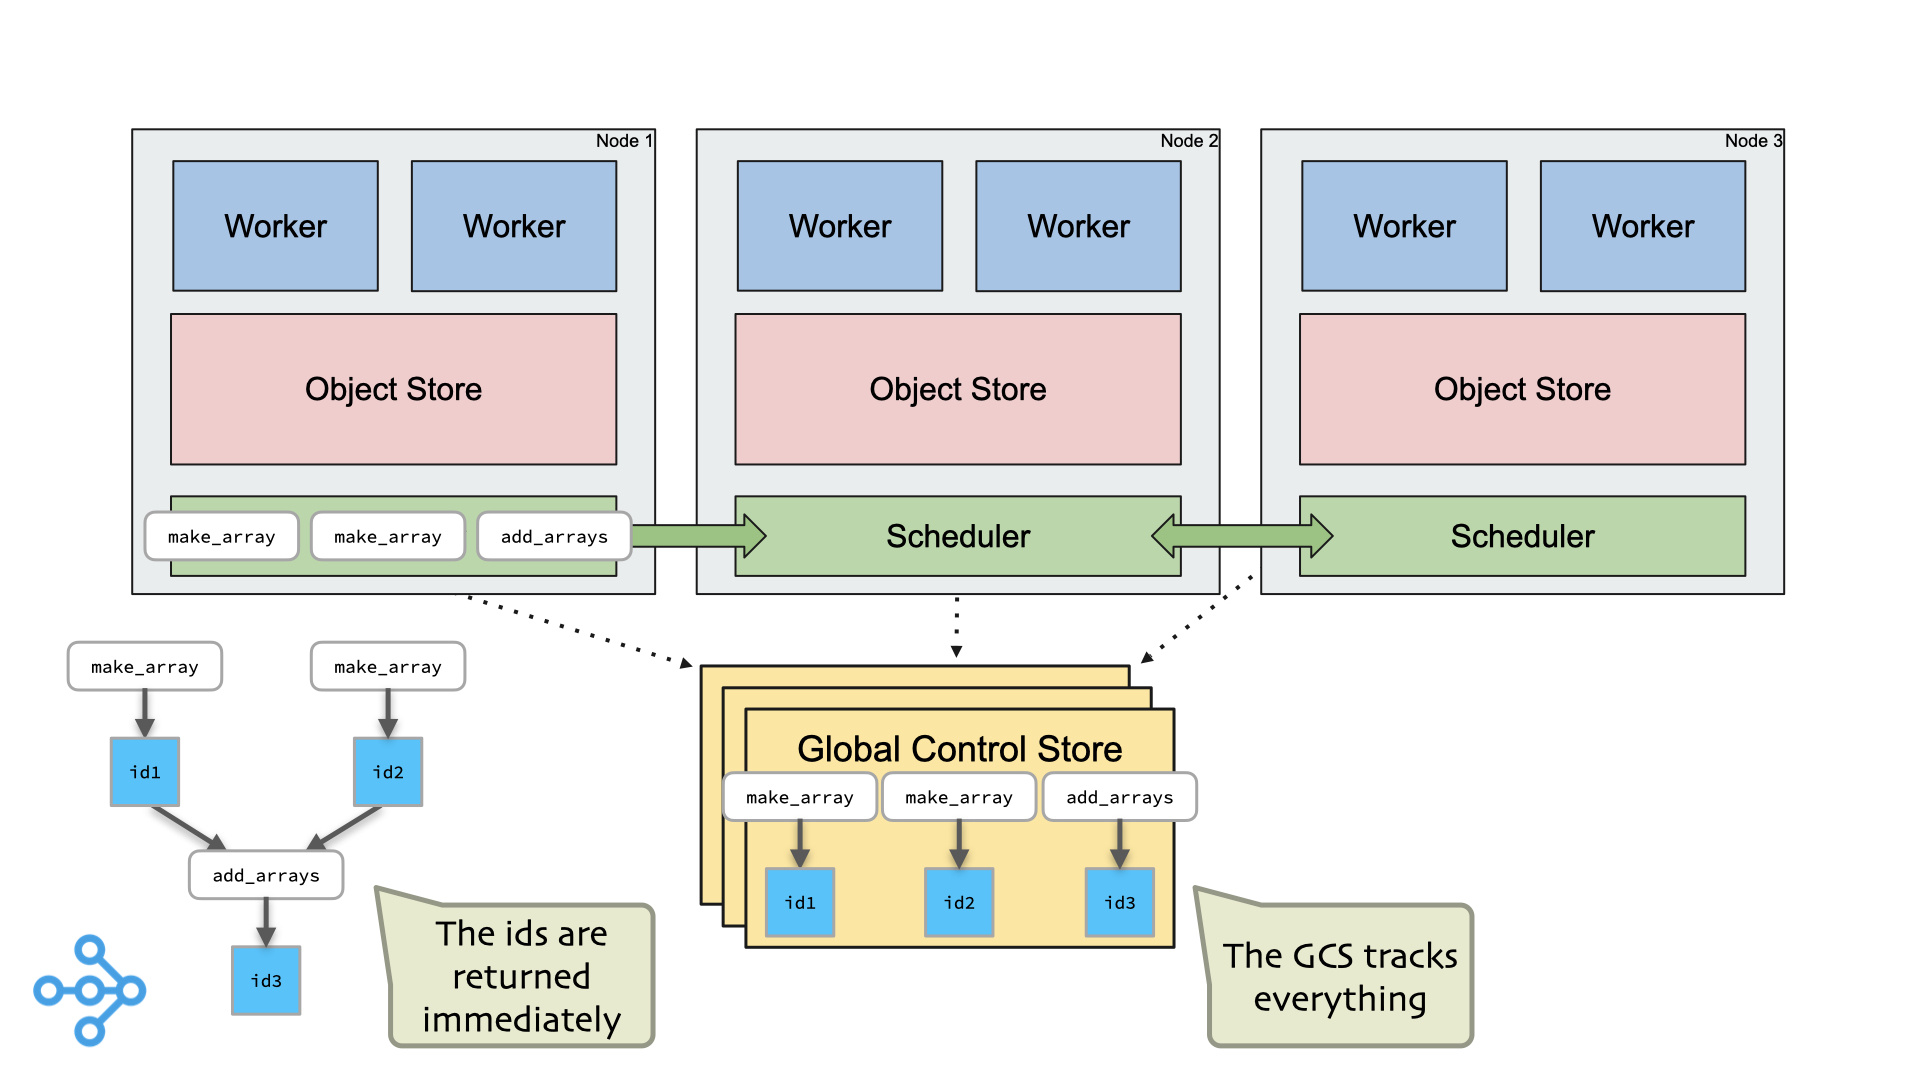 Node 1
Node 2
Node 3
Worker
Worker
Worker
Worker
Worker
Worker
Object Store
Object Store
Object Store
make_array
make_array
add_arrays
Scheduler
Scheduler
make_array
make_array
id1
id2
add_arrays
id3
The ids are
returned
immediately
Global Control Store
make_array
make_array
add_arrays
id1
id2
id3
The GCS tracks
everything